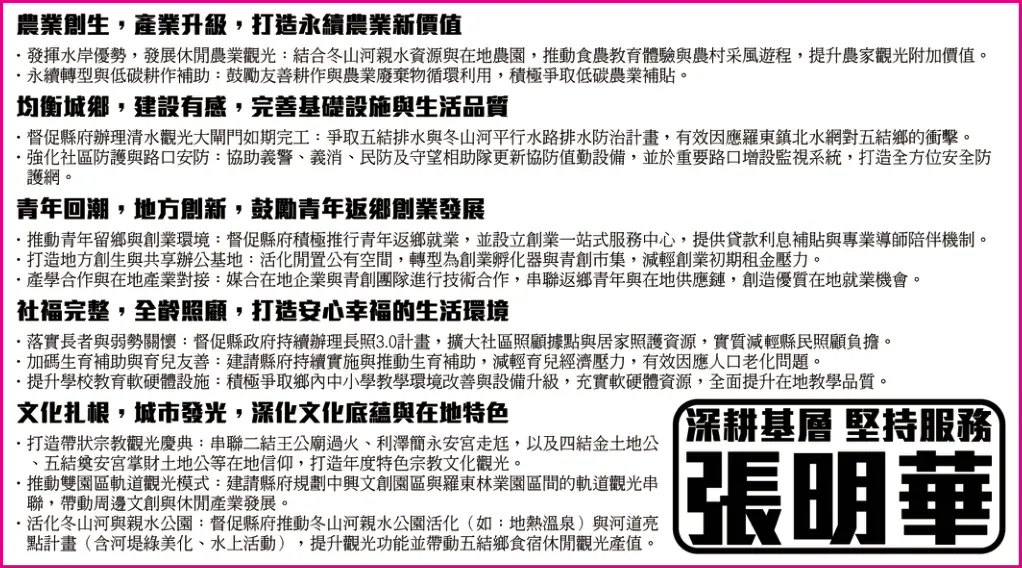 農業創生，產業升級，打造永續農業新價值
·發揮水岸優勢，發展休閒農業觀光：結合冬山河親水資源與在地農園，推動食農教育體驗與農村采風遊程，提升農家觀光附加價值。
·永續轉型與低碳耕作補助：鼓勵友善耕作與農業廢棄物循環利用，積極爭取低碳農業補貼。
均衡城鄉，建設有感，完善基礎設施與生活品質
·督促縣府辦理清水觀光大閘門如期完工：爭取五結排水與冬山河平行水路排水防治計畫，有效因應羅東鎮北水網對五結鄉的衝擊。
·強化社區防護與路口安防：協助義警、義消、民防及守望相助隊更新協防值勤設備，並於重要路口增設監視系統，打造全方位安全防
護網。
青年回潮，地方創新，鼓勵青年返鄉創業發展
·推動青年留鄉與創業環境：督促縣府積極推行青年返鄉就業，並設立創業一站式服務中心，提供貸款利息補貼與專業導師陪伴機制。
·打造地方創生與共享辦公基地：活化閒置公有空間，轉型為創業孵化器與青創市集，減輕創業初期租金壓力。
·產學合作與在地產業對接：媒合在地企業與青創團隊進行技術合作，串聯返鄉青年與在地供應鏈，創造優質在地就業機會。
社福完整，全齡照顧，打造安心幸福的生活環境
·落實長者與弱勢關懷：督促縣政府持續辦理長照3.0計畫，擴大社區照顧據點與居家照護資源，實質減輕縣民照顧負擔。
·加碼生育補助與育兒友善：建請縣府持續實施與推動生育補助，減輕育兒經濟壓力，有效因應人口老化問題。
·提升學校教育軟硬體設施：積極爭取鄉內中小學教學環境改善與設備升級，充實軟硬體資源，全面提升在地教學品質。
文化扎根，城市發光，深化文化底蘊與在地特色
·打造帶狀宗教觀光慶典：串聯二結王公廟過火、利澤簡永安宮走尪，以及四結金土地公
、五結奠安宮掌財土地公等在地信仰，打造年度特色宗教文化觀光。
·推動雙園區軌道觀光模式：建請縣府規劃中興文創園區與羅東林業園區間的軌道觀光串
聯，帶動周邊文創與休閒產業發展。
·活化冬山河與親水公園：督促縣府推動冬山河親水公園活化（如：地熱溫泉）與河道亮
點計畫（含河堤綠美化、水上活動），提升觀光功能並帶動五結鄉食宿休閒觀光產值。
深耕基層 堅持服務
張明華